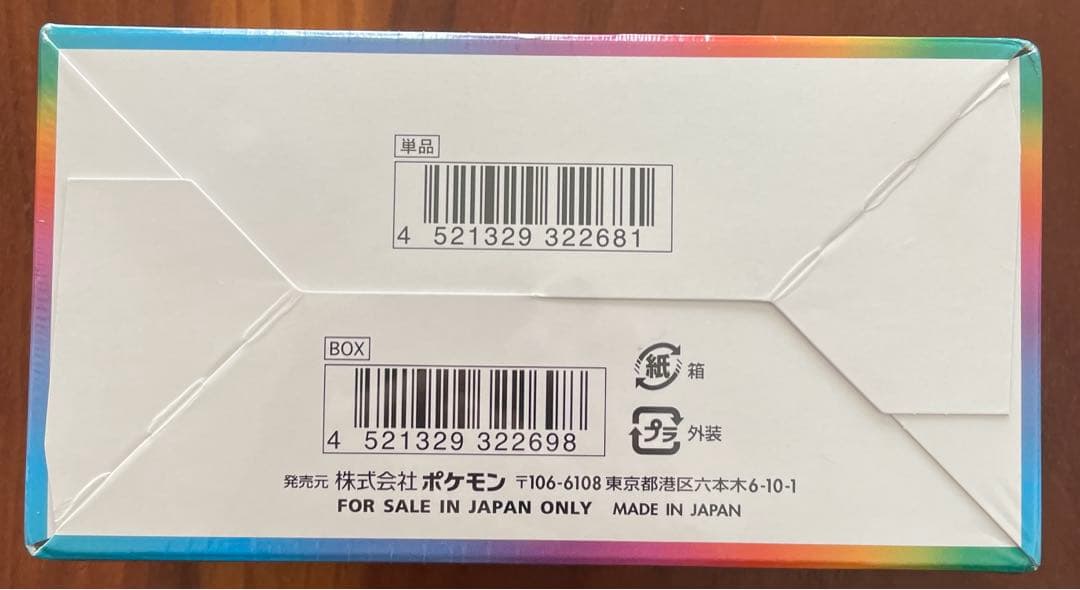 単品
4 521329 322681
BOX
4 521329 322698
紙 箱
プラ 外装
発売元 株式会社 ポケモン 〒106-6108 東京都港区六本木6-10-1
FOR SALE IN JAPAN ONLY MADE IN JAPAN